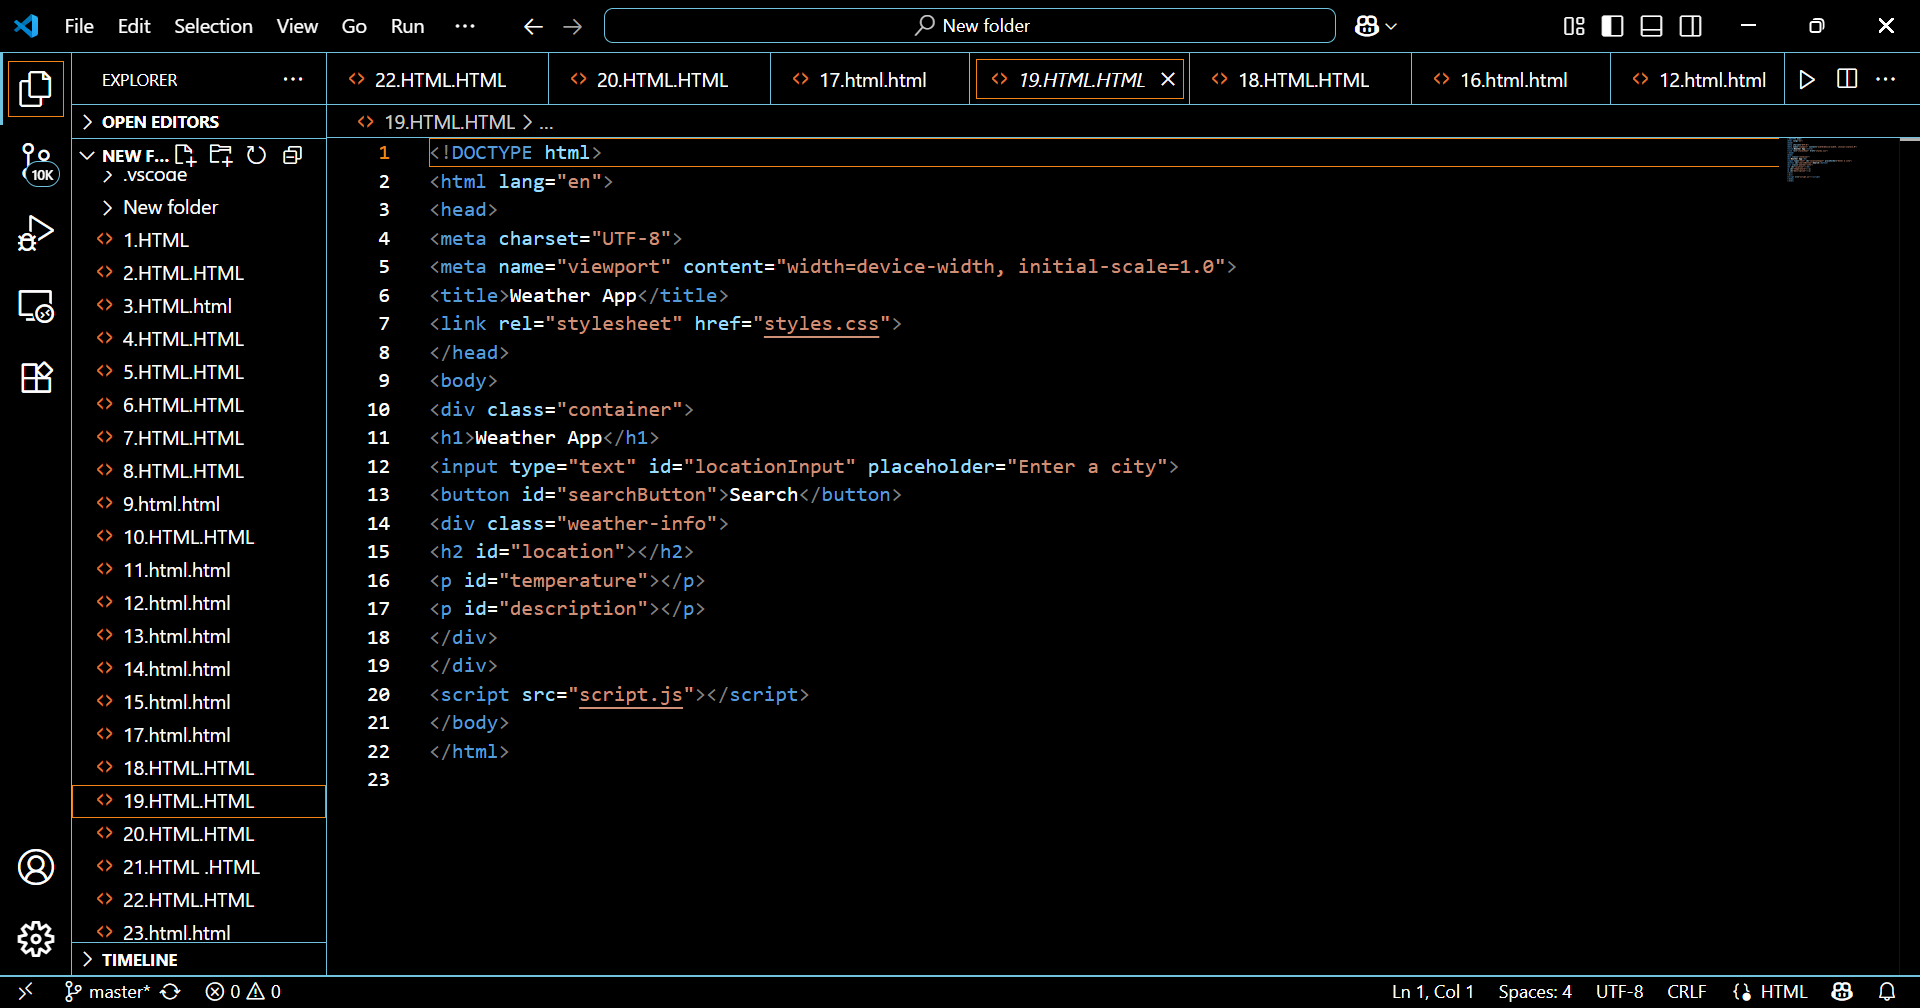 File Edit Selection View Go Run ··· New folder
EXPLORER ···
22.HTML.HTML 20.HTML.HTML 17.html.html 19.HTML.HTML 18.HTML.HTML 16.html.html 12.html.html ···
OPEN EDITORS
19.HTML.HTML > ...
NEW F...
10K
.vscode
New folder
1.HTML
2.HTML.HTML
3.HTML.html
4.HTML.HTML
5.HTML.HTML
6.HTML.HTML
7.HTML.HTML
8.HTML.HTML
9.html.html
10.HTML.HTML
11.html.html
12.html.html
13.html.html
14.html.html
15.html.html
17.html.html
18.HTML.HTML
19.HTML.HTML
20.HTML.HTML
21.HTML .HTML
22.HTML.HTML
23.html.html
TIMELINE
1 <!DOCTYPE html>
2 <html lang="en">
3 <head>
4 <meta charset="UTF-8">
5 <meta name="viewport" content="width=device-width, initial-scale=1.0">
6 <title>Weather App</title>
7 <link rel="stylesheet" href="styles.css">
8 </head>
9 <body>
10 <div class="container">
11 <h1>Weather App</h1>
12 <input type="text" id="locationInput" placeholder="Enter a city">
13 <button id="searchButton">Search</button>
14 <div class="weather-info">
15 <h2 id="location"></h2>
16 <p id="temperature"></p>
17 <p id="description"></p>
18 </div>
19 </div>
20 <script src="script.js"></script>
21 </body>
22 </html>
23
master* 0 0 Ln 1, Col 1 Spaces: 4 UTF-8 CRLF HTML